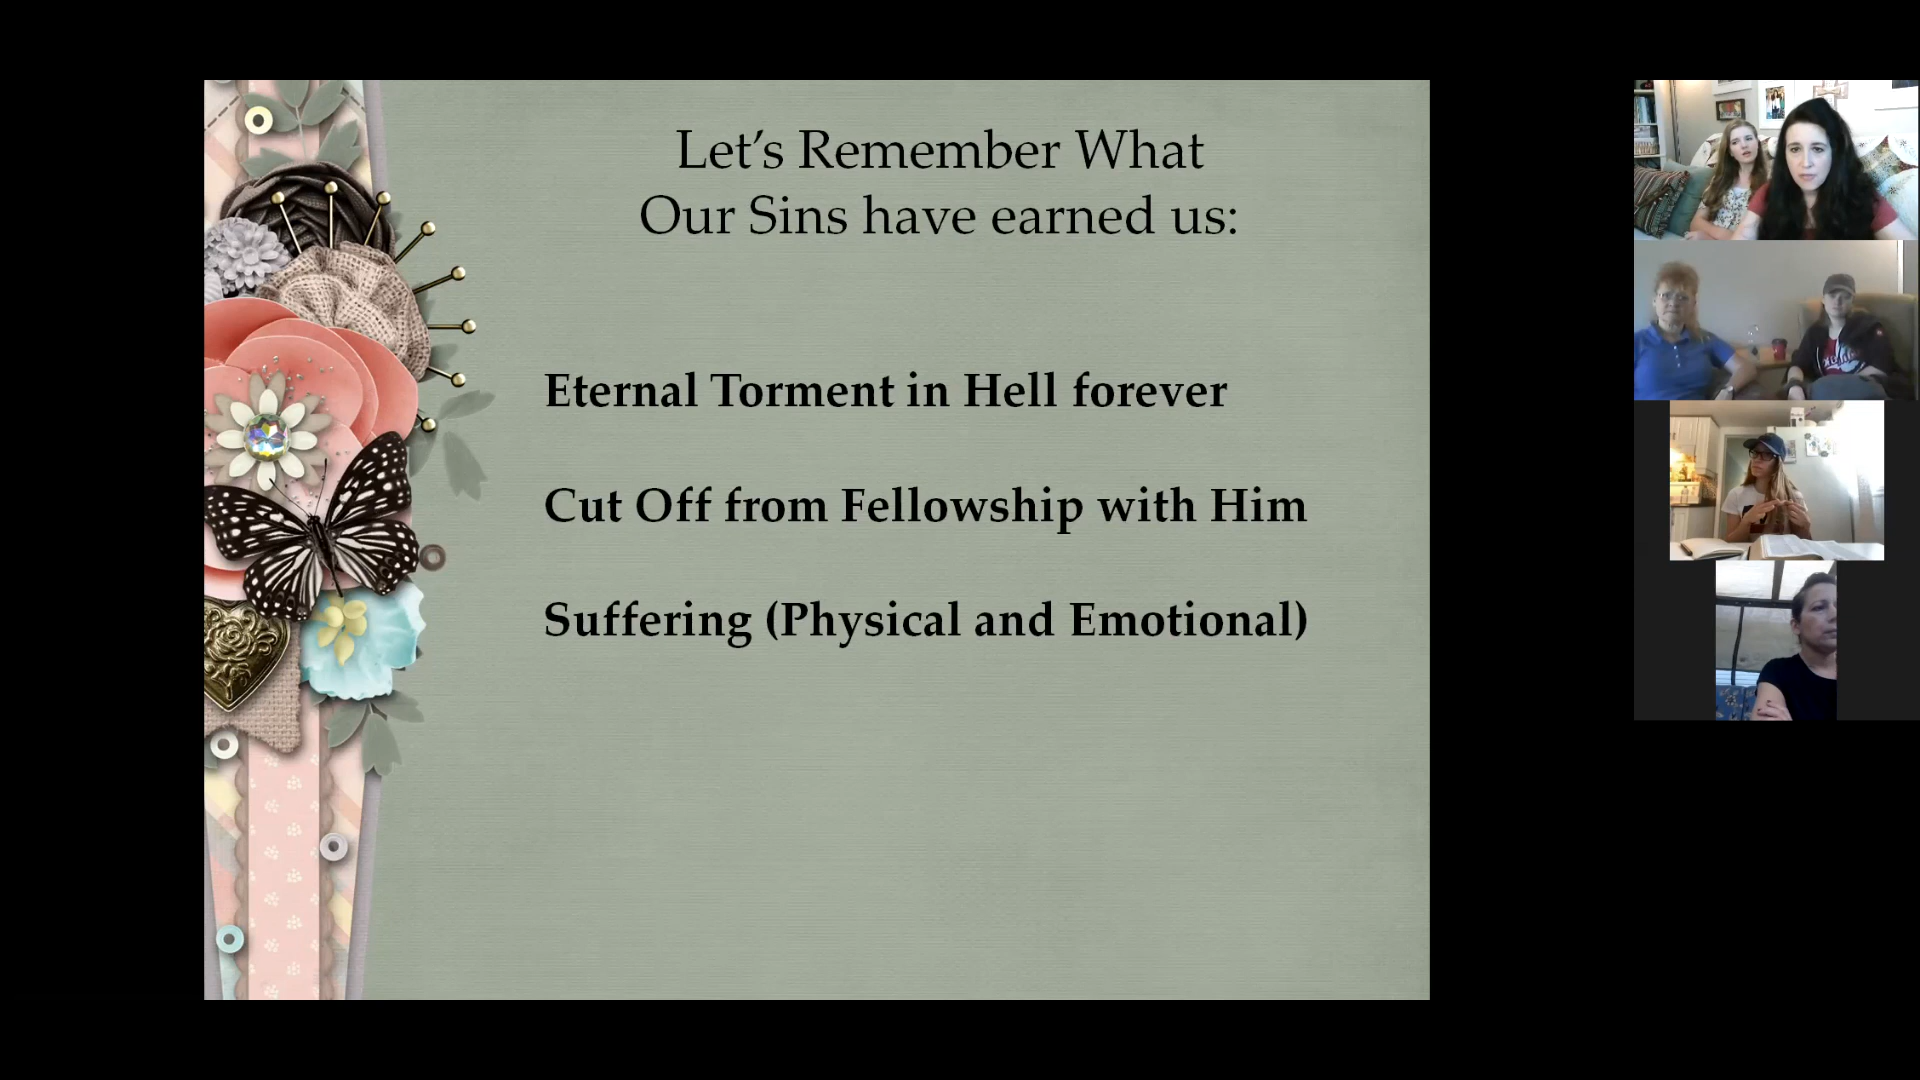 Let's Remember What
Our Sins have earned us:
Eternal Torment in Hell forever
Cut Off from Fellowship with Him
Suffering (Physical and Emotional)